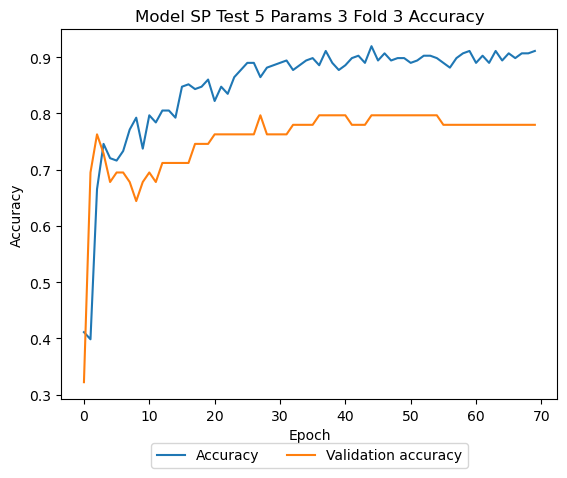 Model SP Test 5 Params 3 Fold 3 Accuracy
Accuracy
0.9
0.8
0.7
0.6
0.5
0.4
0.3
0 10 20 30 40 50 60 70
Epoch
Accuracy Validation accuracy